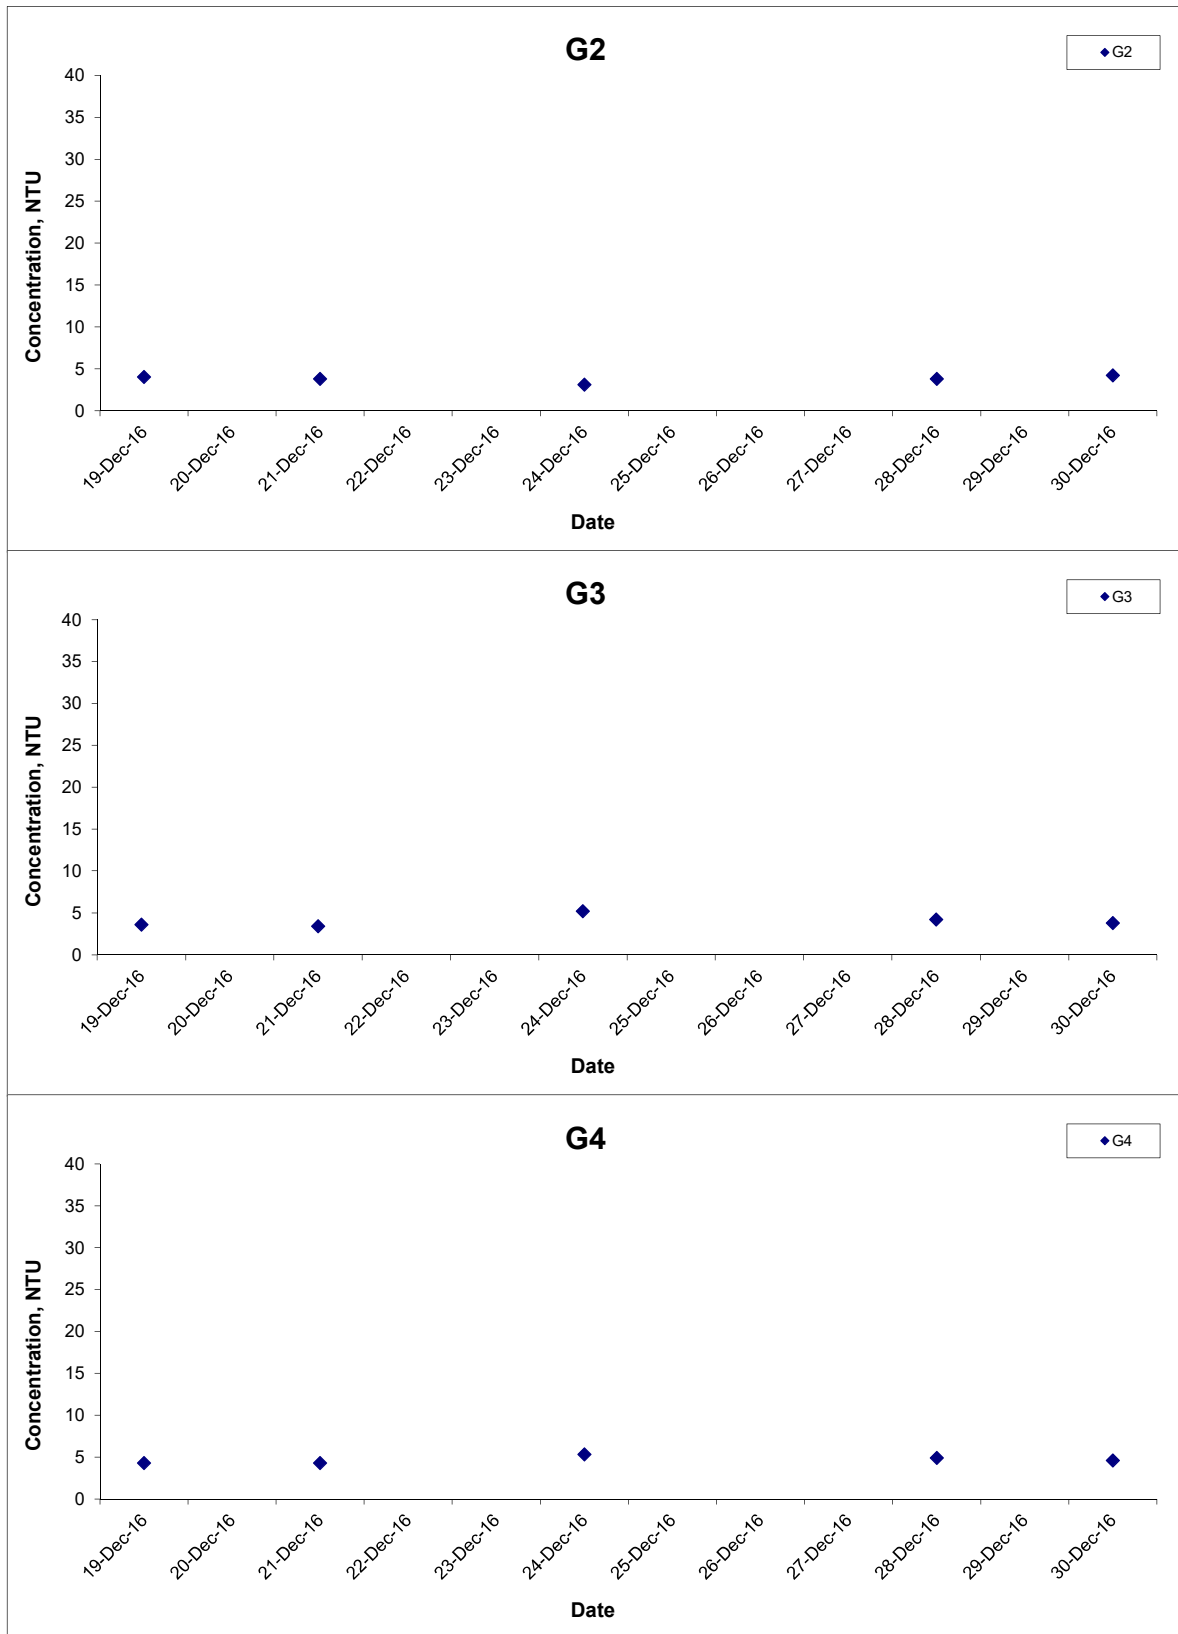 G2
G2
40
35
30
25
20
15
10
5
0
Concentration, NTU
19-Dec-16
20-Dec-16
21-Dec-16
22-Dec-16
23-Dec-16
24-Dec-16
25-Dec-16
26-Dec-16
27-Dec-16
28-Dec-16
29-Dec-16
30-Dec-16
Date
G3
G3
40
35
30
25
20
15
10
5
0
Concentration, NTU
19-Dec-16
20-Dec-16
21-Dec-16
22-Dec-16
23-Dec-16
24-Dec-16
25-Dec-16
26-Dec-16
27-Dec-16
28-Dec-16
29-Dec-16
30-Dec-16
Date
G4
G4
40
35
30
25
20
15
10
5
0
Concentration, NTU
19-Dec-16
20-Dec-16
21-Dec-16
22-Dec-16
23-Dec-16
24-Dec-16
25-Dec-16
26-Dec-16
27-Dec-16
28-Dec-16
29-Dec-16
30-Dec-16
Date